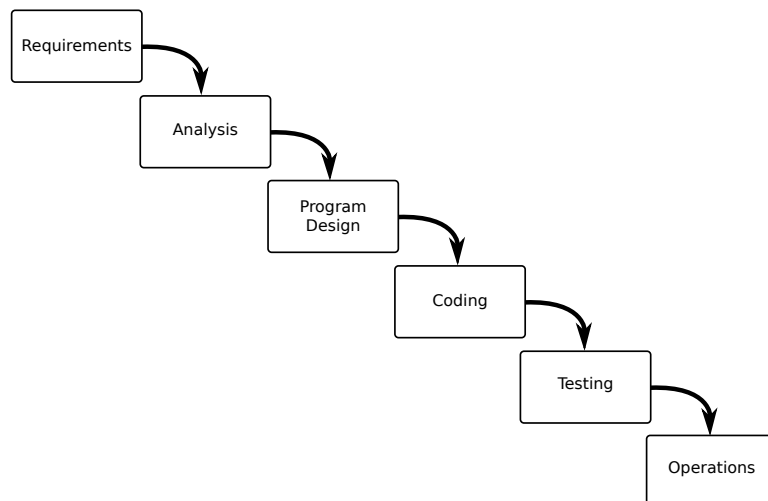 Requirements
Analysis
Program
Design
Coding
Testing
Operations